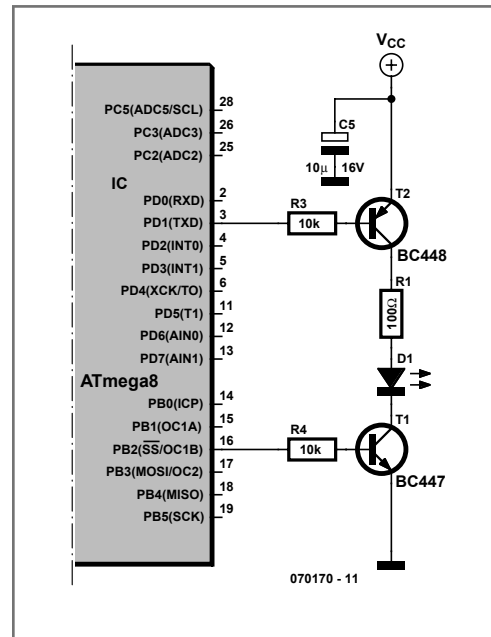 VCC
C5
10µ 16V
28
PC5(ADC5/SCL)
26
PC3(ADC3)
25
PC2(ADC2)
IC
2
PD0(RXD)
3
PD1(TXD)
4
PD2(INT0)
5
PD3(INT1)
6
PD4(XCK/TO)
11
PD5(T1)
12
PD6(AIN0)
13
PD7(AIN1)
ATmega8
14
PB0(ICP)
15
PB1(OC1A)
16
PB2(SS/OC1B)
17
PB3(MOSI/OC2)
18
PB4(MISO)
19
PB5(SCK)
R3
10k
T2
BC448
R1
100Ω
D1
R4
10k
T1
BC447
070170 - 11